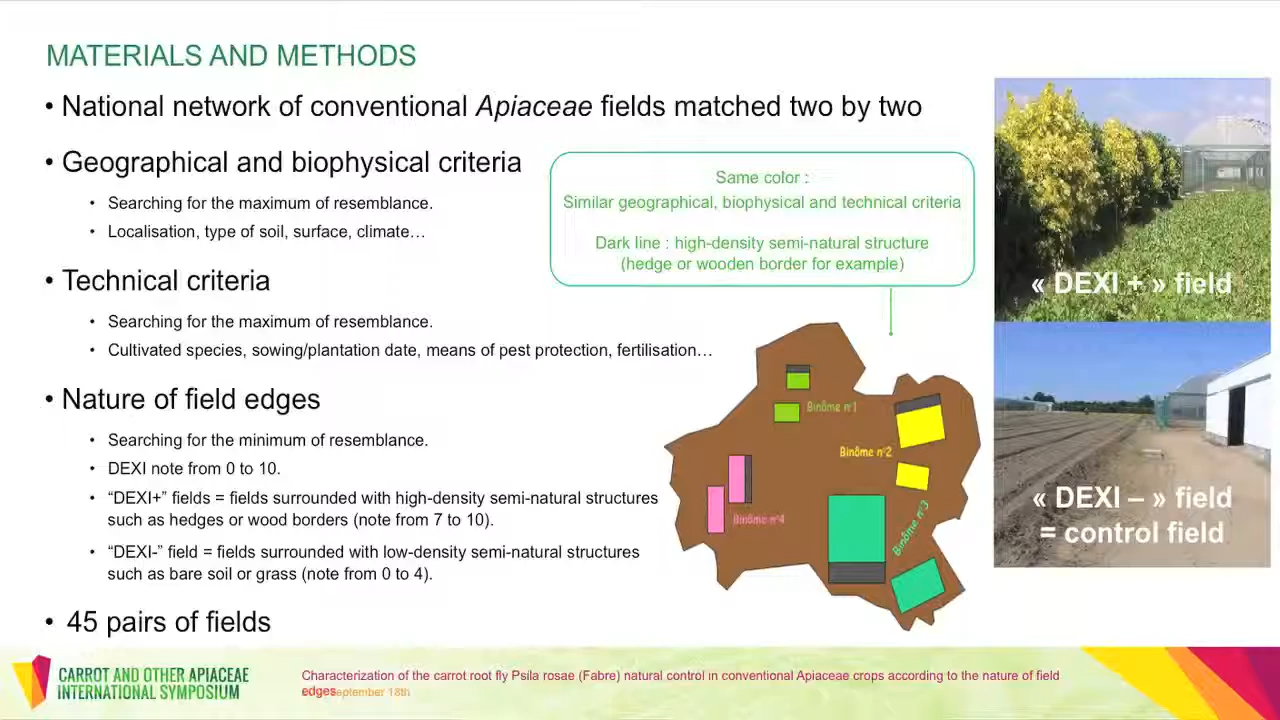 MATERIALS AND METHODS
• National network of conventional Apiaceae fields matched two by two
• Geographical and biophysical criteria
• Searching for the maximum of resemblance.
• Localisation, type of soil, surface, climate…
• Technical criteria
• Searching for the maximum of resemblance.
• Cultivated species, sowing/plantation date, means of pest protection, fertilisation…
• Nature of field edges
• Searching for the minimum of resemblance.
• DEXI note from 0 to 10.
• “DEXI+” fields = fields surrounded with high-density semi-natural structures
such as hedges or wood borders (note from 7 to 10).
• “DEXI-” field = fields surrounded with low-density semi-natural structures
such as bare soil or grass (note from 0 to 4).
• 45 pairs of fields
Same color :
Similar geographical, biophysical and technical criteria
Dark line : high-density semi-natural structure
(hedge or wooden border for example)
Binôme n°1
Binôme n°2
Binôme n°3
Binôme n°4
« DEXI + » field
« DEXI – » field
= control field
CARROT AND OTHER APIACEAE
INTERNATIONAL SYMPOSIUM
Characterization of the carrot root fly Psila rosae (Fabre) natural control in conventional Apiaceae crops according to the nature of field
edges
September 18th